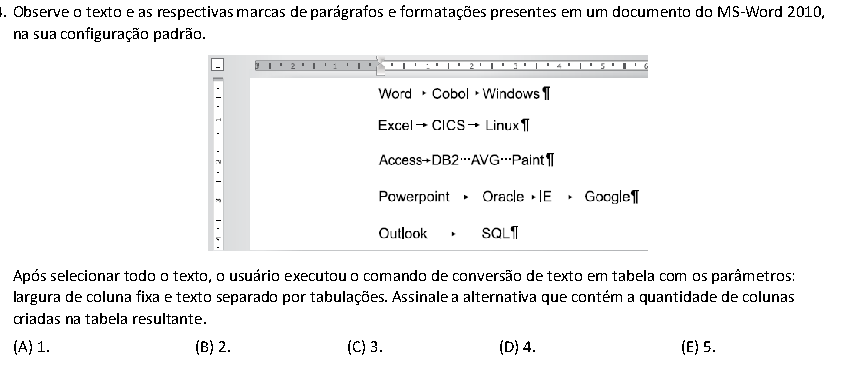 . Observe o texto e as respectivas marcas de parágrafos e formatações presentes em um documento do MS-Word 2010,
na sua configuração padrão.
Word → Cobol → Windows¶
Excel → CICS → Linux¶
Access→DB2···AVG···Paint¶
Powerpoint → Oracle → IE → Google¶
Outlook → SQL¶
Após selecionar todo o texto, o usuário executou o comando de conversão de texto em tabela com os parâmetros:
largura de coluna fixa e texto separado por tabulações. Assinale a alternativa que contém a quantidade de colunas
criadas na tabela resultante.
(A) 1. (B) 2. (C) 3. (D) 4. (E) 5.